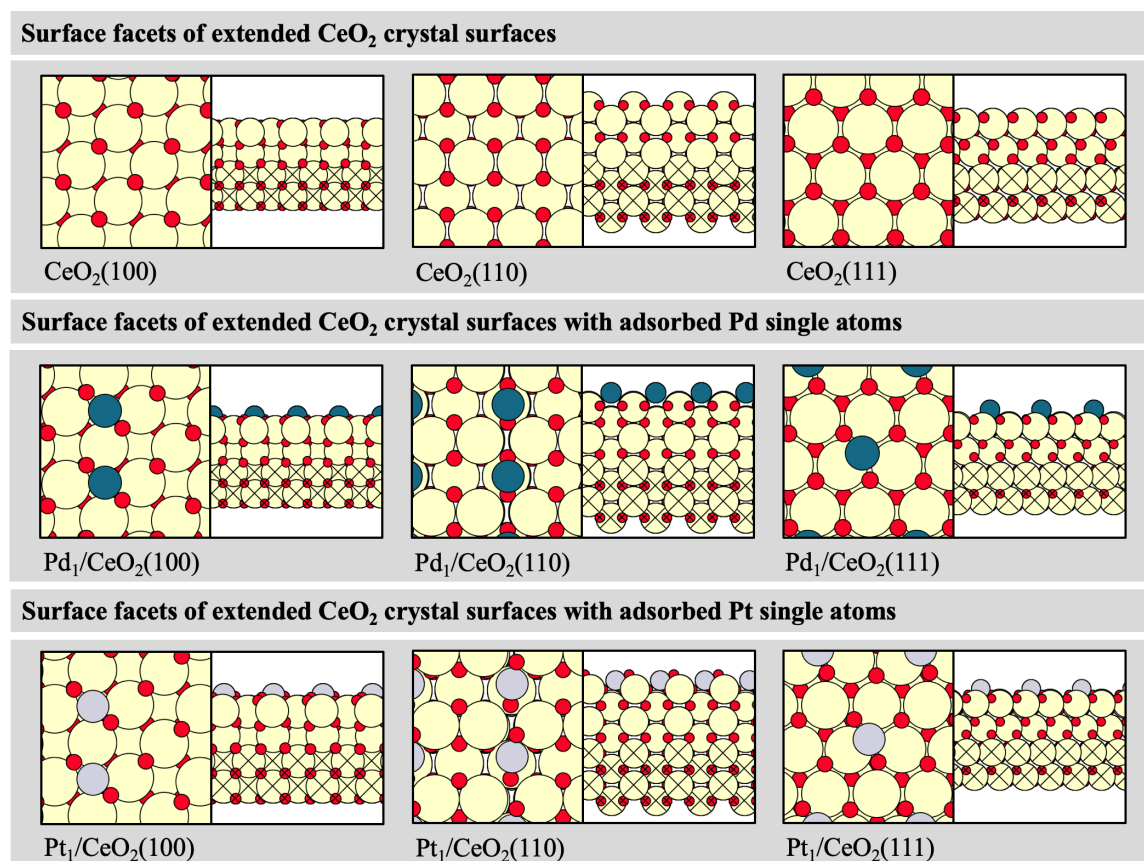 Surface facets of extended CeO₂ crystal surfaces
CeO₂(100)
CeO₂(110)
CeO₂(111)
Surface facets of extended CeO₂ crystal surfaces with adsorbed Pd single atoms
Pd₁/CeO₂(100)
Pd₁/CeO₂(110)
Pd₁/CeO₂(111)
Surface facets of extended CeO₂ crystal surfaces with adsorbed Pt single atoms
Pt₁/CeO₂(100)
Pt₁/CeO₂(110)
Pt₁/CeO₂(111)